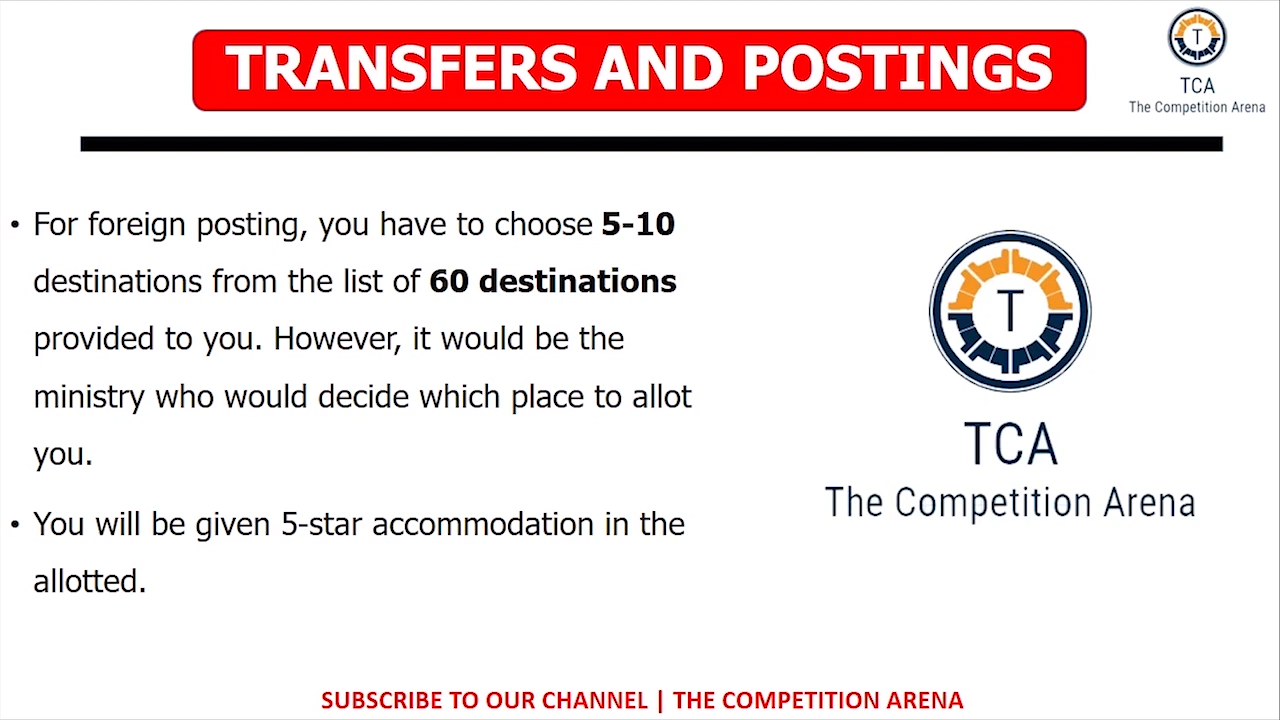 TRANSFERS AND POSTINGS
T
TCA
The Competition Arena
• For foreign posting, you have to choose 5-10
destinations from the list of 60 destinations
provided to you. However, it would be the
ministry who would decide which place to allot
you.
• You will be given 5-star accommodation in the
allotted.
T
TCA
The Competition Arena
SUBSCRIBE TO OUR CHANNEL | THE COMPETITION ARENA